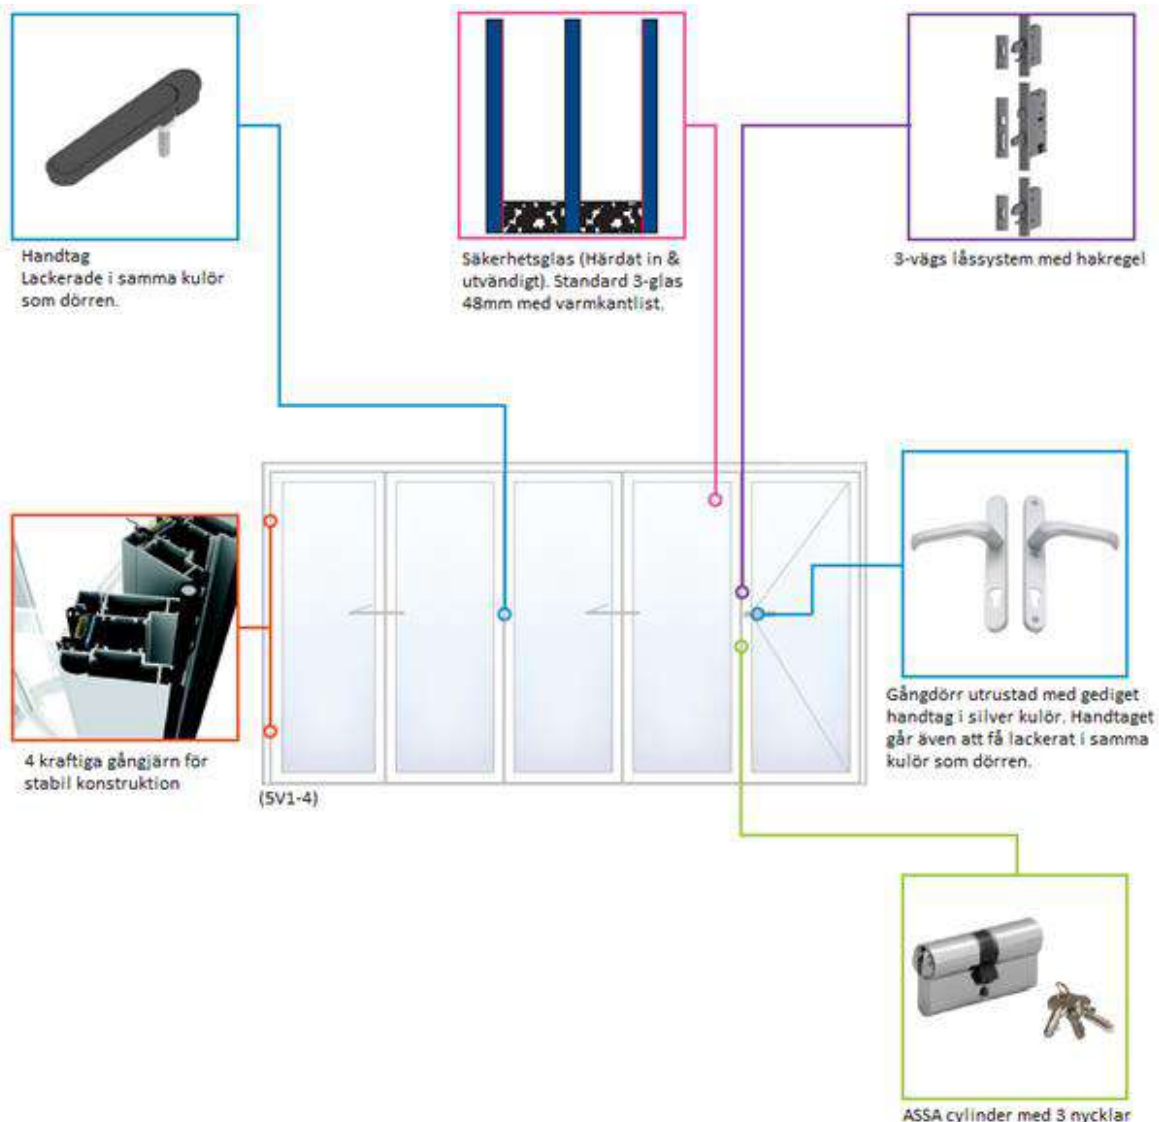 Handtag
Lackerade i samma kulör
som dörren.
Säkerhetsglas (Härdat in &
utvändigt). Standard 3-glas
48mm med varmkantlist.
3-vägs låssystem med hakregel
4 kraftiga gångjärn för
stabil konstruktion
(5V1-4)
Gångdörr utrustad med gediget
handtag i silver kulör. Handtaget
går även att få lackerat i samma
kulör som dörren.
ASSA cylinder med 3 nycklar